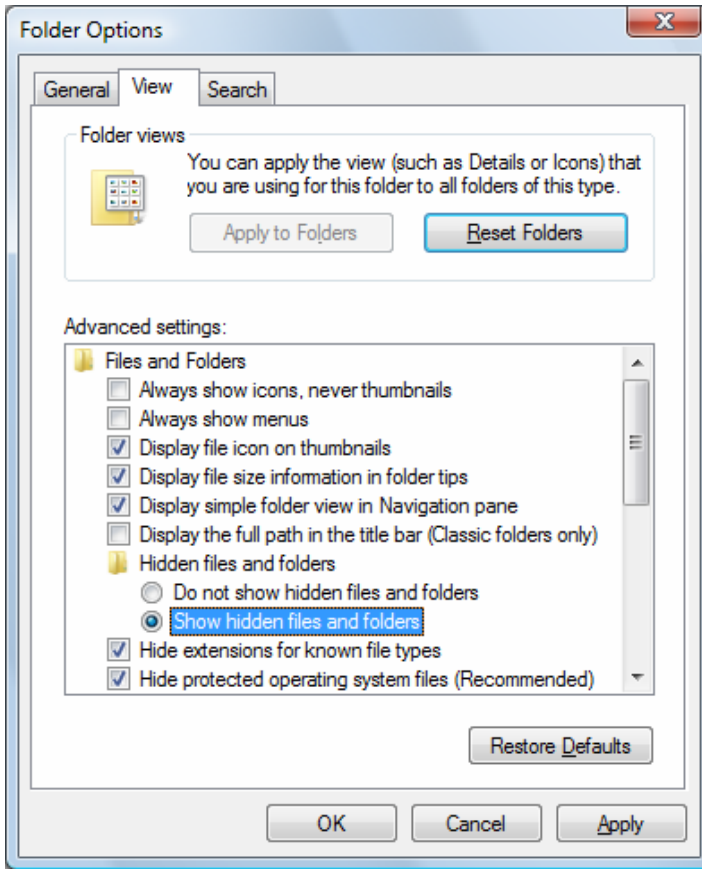 Folder Options
General View Search
Folder views
You can apply the view (such as Details or Icons) that
you are using for this folder to all folders of this type.
Apply to Folders Reset Folders
Advanced settings:
Files and Folders
Always show icons, never thumbnails
Always show menus
Display file icon on thumbnails
Display file size information in folder tips
Display simple folder view in Navigation pane
Display the full path in the title bar (Classic folders only)
Hidden files and folders
Do not show hidden files and folders
Show hidden files and folders
Hide extensions for known file types
Hide protected operating system files (Recommended)
Restore Defaults
OK Cancel Apply